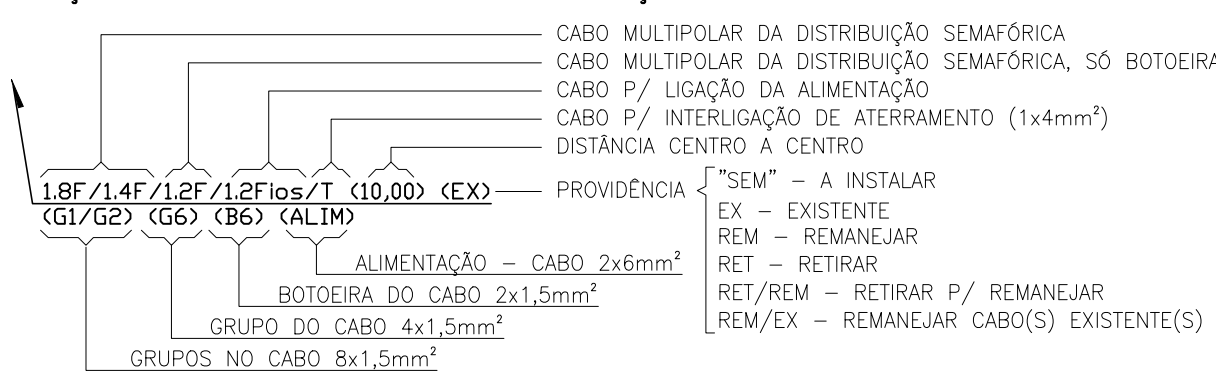 CABO MULTIPOLAR DA DISTRIBUIÇÃO SEMAFÓRICA
CABO MULTIPOLAR DA DISTRIBUIÇÃO SEMAFÓRICA, SÓ BOTOEIRA
CABO P/ LIGAÇÃO DA ALIMENTAÇÃO
CABO P/ INTERLIGAÇÃO DE ATERRAMENTO (1x4mm²)
DISTÂNCIA CENTRO A CENTRO
1.8F/1.4F/1.2F/1.2Fios/T (10,00) (EX) PROVIDÊNCIA
"SEM" – A INSTALAR
EX – EXISTENTE
REM – REMANEJAR
RET – RETIRAR
RET/REM – RETIRAR P/ REMANEJAR
REM/EX – REMANEJAR CABO(S) EXISTENTE(S)
(G1/G2) (G6) (B6) (ALIM)
ALIMENTAÇÃO – CABO 2x6mm²
BOTOEIRA DO CABO 2x1,5mm²
GRUPO DO CABO 4x1,5mm²
GRUPOS NO CABO 8x1,5mm²